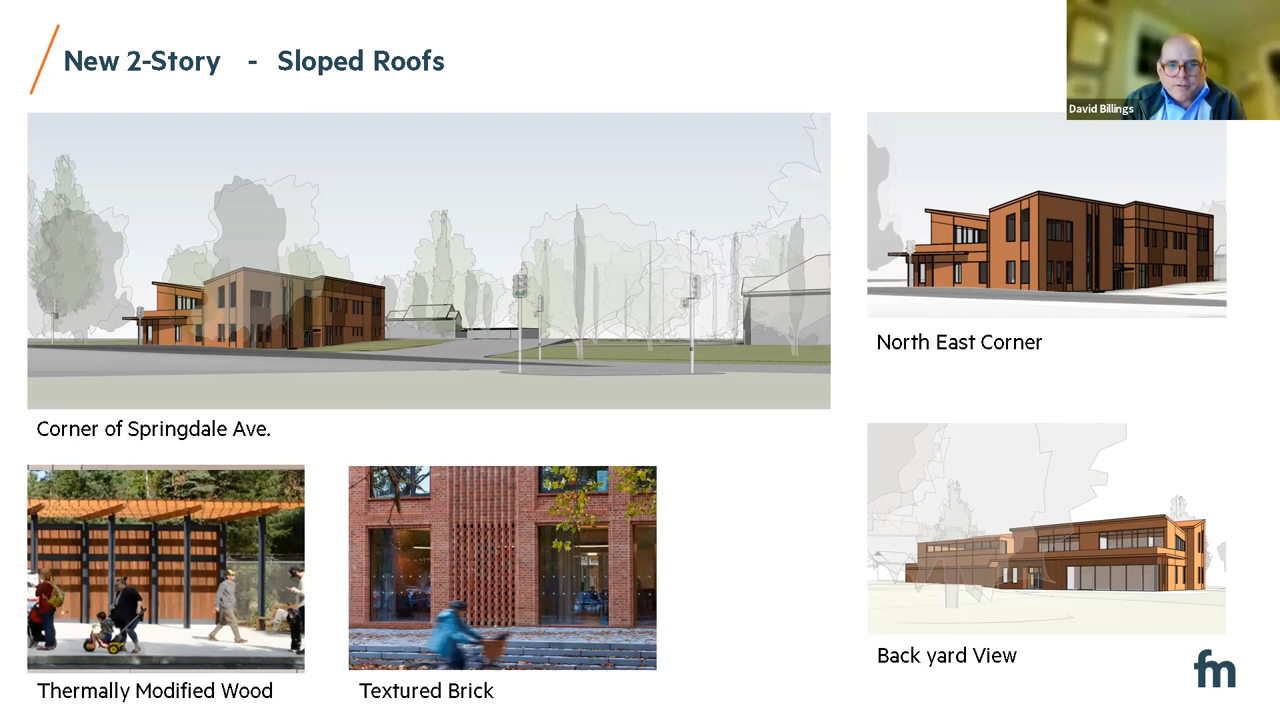 New 2-Story - Sloped Roofs
David Billings
North East Corner
Corner of Springdale Ave.
Back yard View
fm
Thermally Modified Wood
Textured Brick